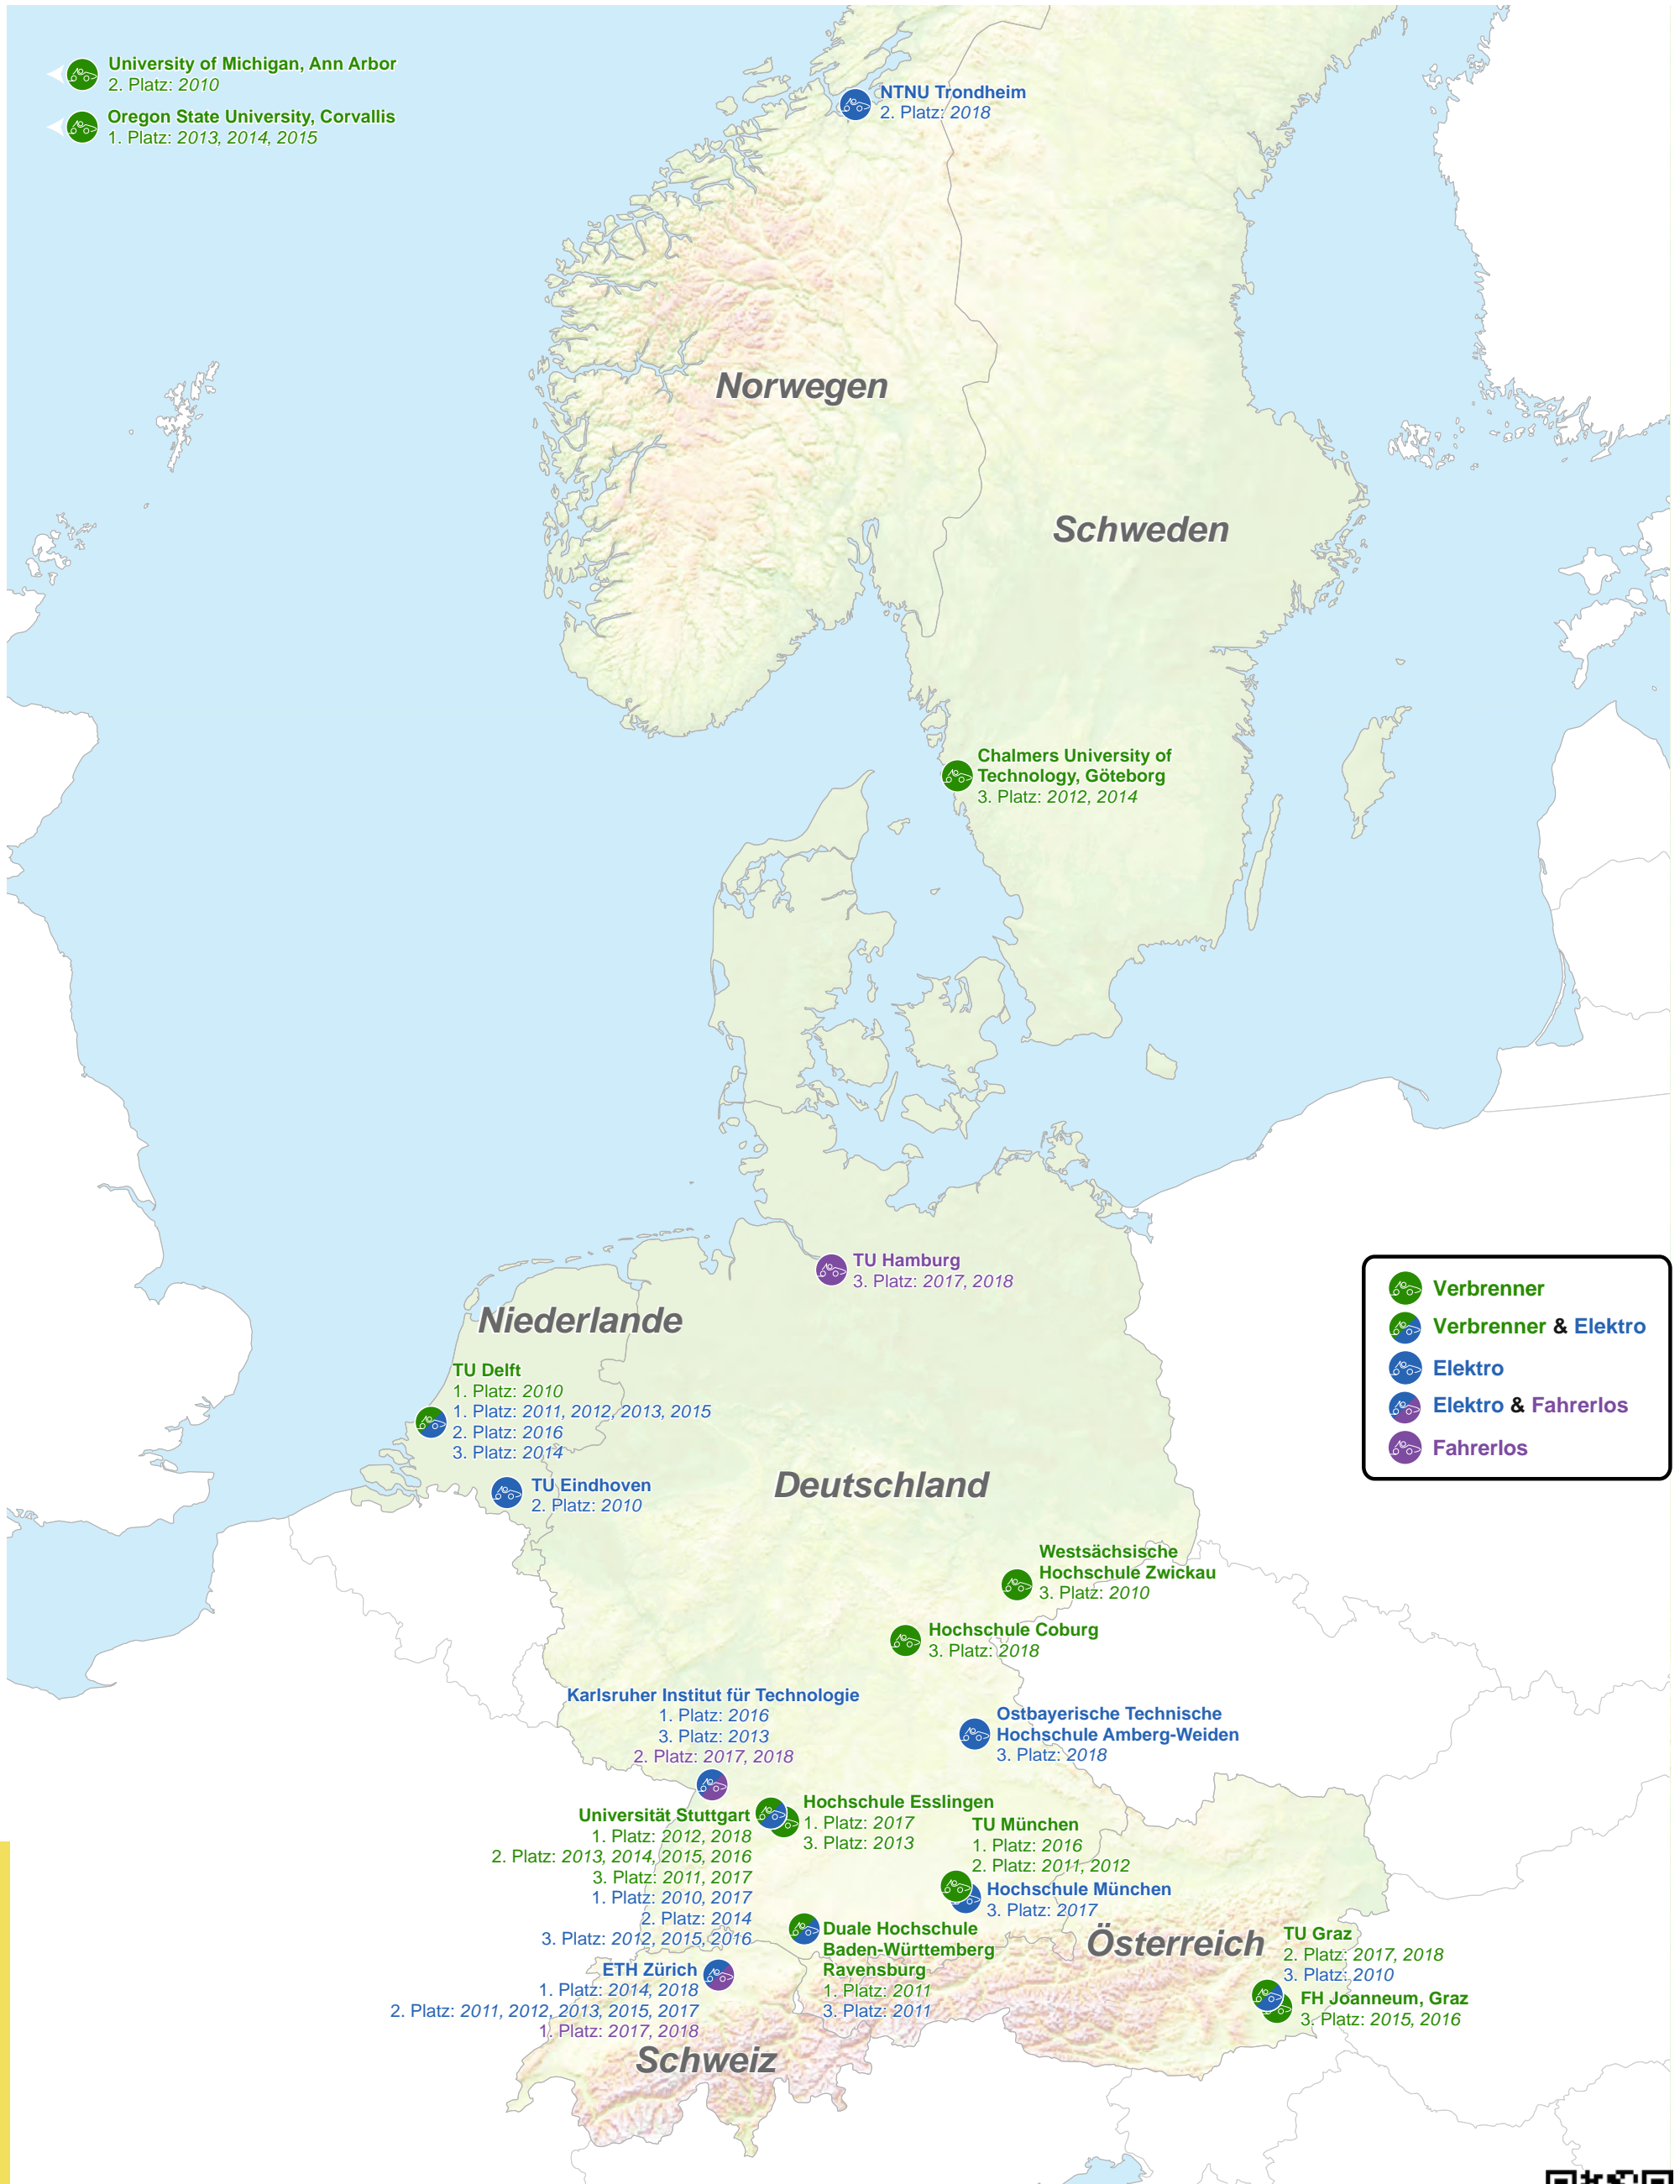 University of Michigan, Ann Arbor
2. Platz: 2010
Oregon State University, Corvallis
1. Platz: 2013, 2014, 2015
NTNU Trondheim
2. Platz: 2018
Norwegen
Schweden
Chalmers University of
Technology, Göteborg
3. Platz: 2012, 2014
TU Hamburg
3. Platz: 2017, 2018
Verbrenner
Verbrenner & Elektro
Elektro
Elektro & Fahrerlos
Fahrerlos
Niederlande
TU Delft
1. Platz: 2010
1. Platz: 2011, 2012, 2013, 2015
2. Platz: 2016
3. Platz: 2014
TU Eindhoven
2. Platz: 2010
Deutschland
Westsächsische
Hochschule Zwickau
3. Platz: 2010
Hochschule Coburg
3. Platz: 2018
Karlsruher Institut für Technologie
1. Platz: 2016
3. Platz: 2013
2. Platz: 2017, 2018
Ostbayerische Technische
Hochschule Amberg-Weiden
3. Platz: 2018
Universität Stuttgart
1. Platz: 2012, 2018
2. Platz: 2013, 2014, 2015, 2016
3. Platz: 2011, 2017
1. Platz: 2010, 2017
2. Platz: 2014
3. Platz: 2012, 2015, 2016
Hochschule Esslingen
1. Platz: 2017
3. Platz: 2013
TU München
1. Platz: 2016
2. Platz: 2011, 2012
Hochschule München
3. Platz: 2017
Duale Hochschule
Baden-Württemberg
Ravensburg
1. Platz: 2011
3. Platz: 2011
Österreich
TU Graz
2. Platz: 2017, 2018
3. Platz: 2010
FH Joanneum, Graz
3. Platz: 2015, 2016
ETH Zürich
1. Platz: 2014, 2018
2. Platz: 2011, 2012, 2013, 2015, 2017
1. Platz: 2017, 2018
Schweiz